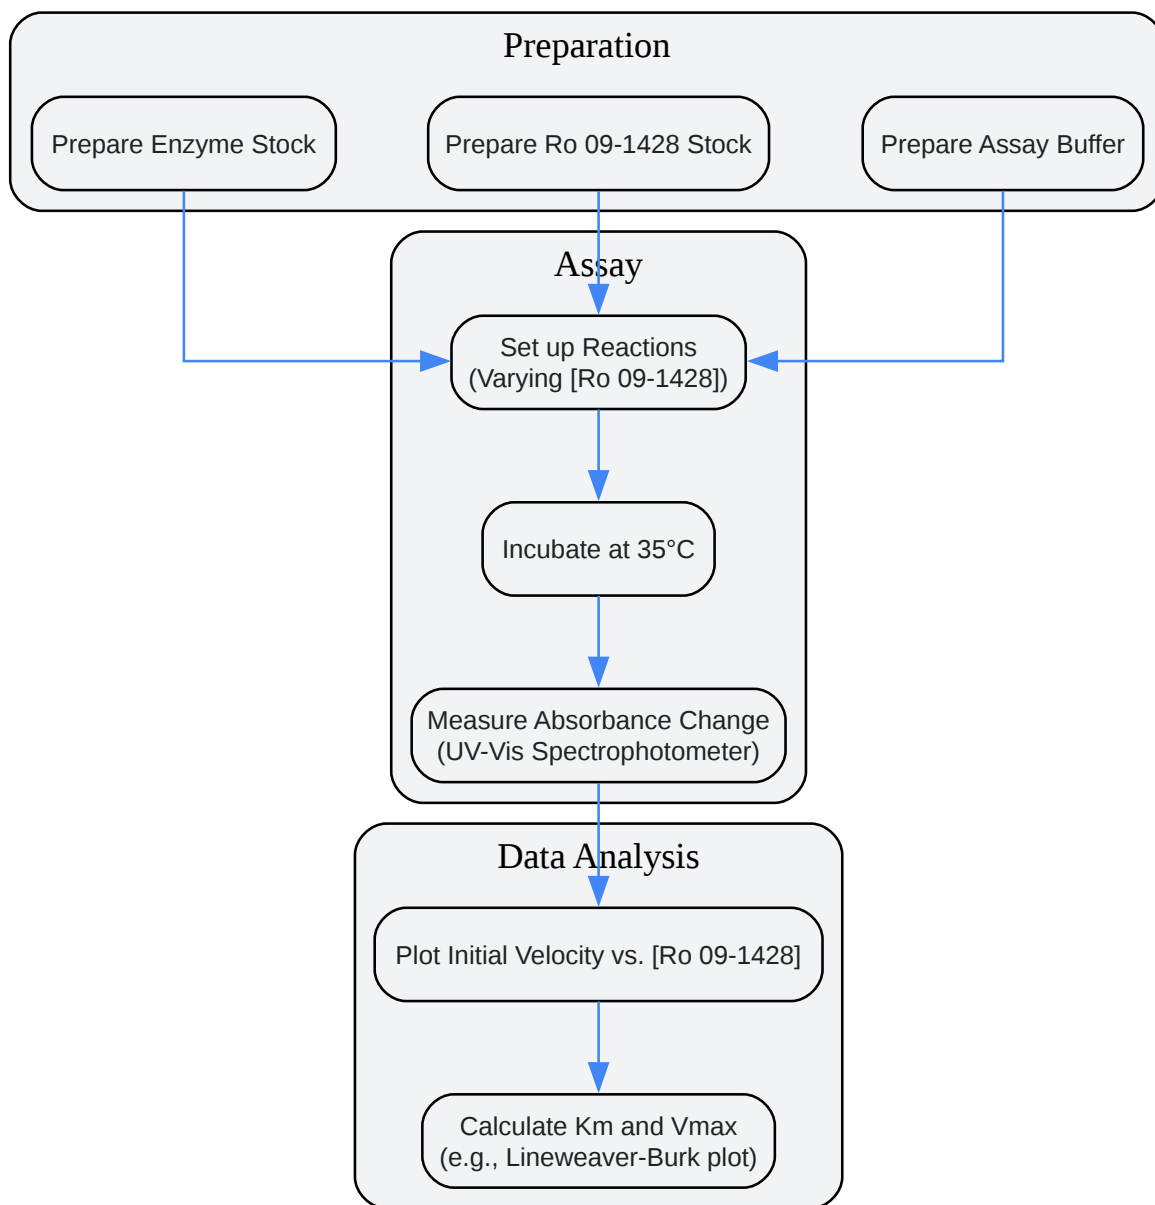 Preparation
Prepare Enzyme Stock
Prepare Ro 09-1428 Stock
Prepare Assay Buffer
Assay
Set up Reactions
(Varying [Ro 09-1428])
Incubate at 35°C
Measure Absorbance Change
(UV-Vis Spectrophotometer)
Data Analysis
Plot Initial Velocity vs. [Ro 09-1428]
Calculate Km and Vmax
(e.g., Lineweaver-Burk plot)